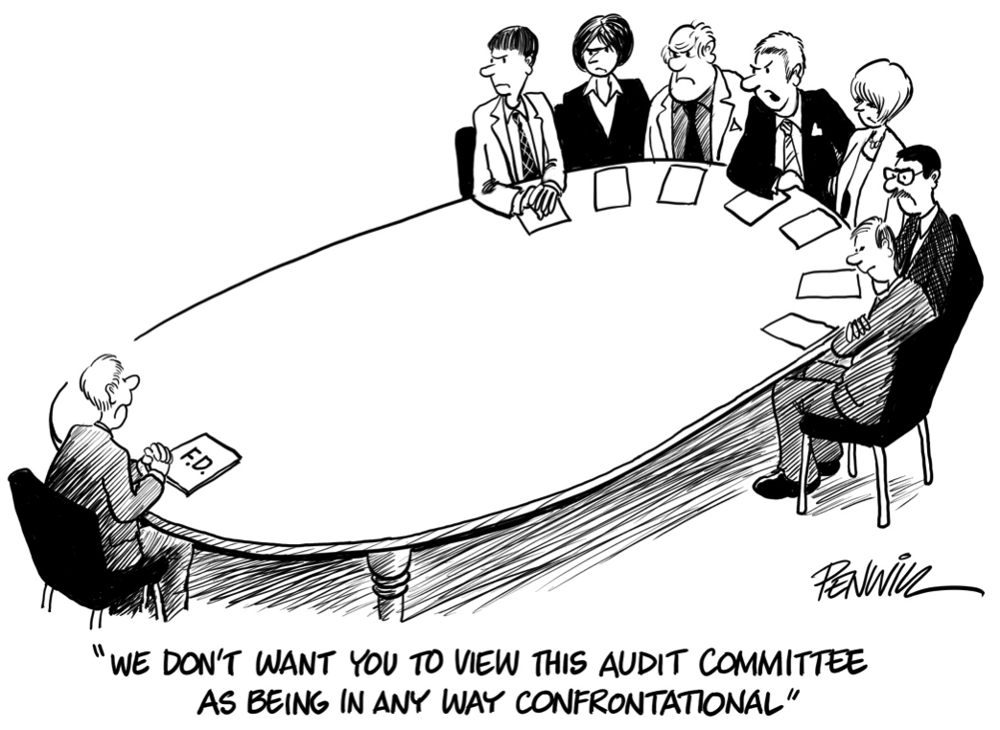 F.D.
PENWILL
"WE DON'T WANT YOU TO VIEW THIS AUDIT COMMITTEE
AS BEING IN ANY WAY CONFRONTATIONAL"